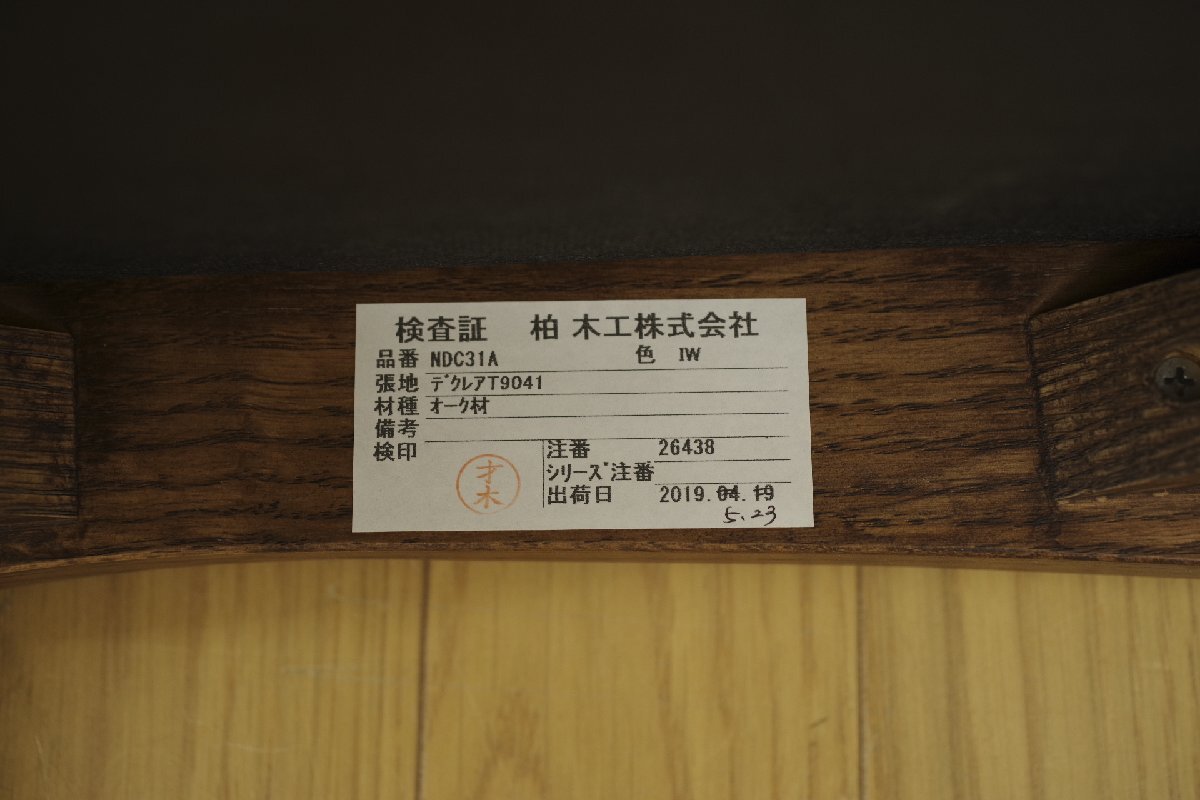 検査証 柏木工株式会社
品番 NDC31A 色 IW
張地 デクレアT9041
材種 オーク材
備考
検印
才木
注番 26438
シリーズ注番
出荷日 2019.04.19
5.23